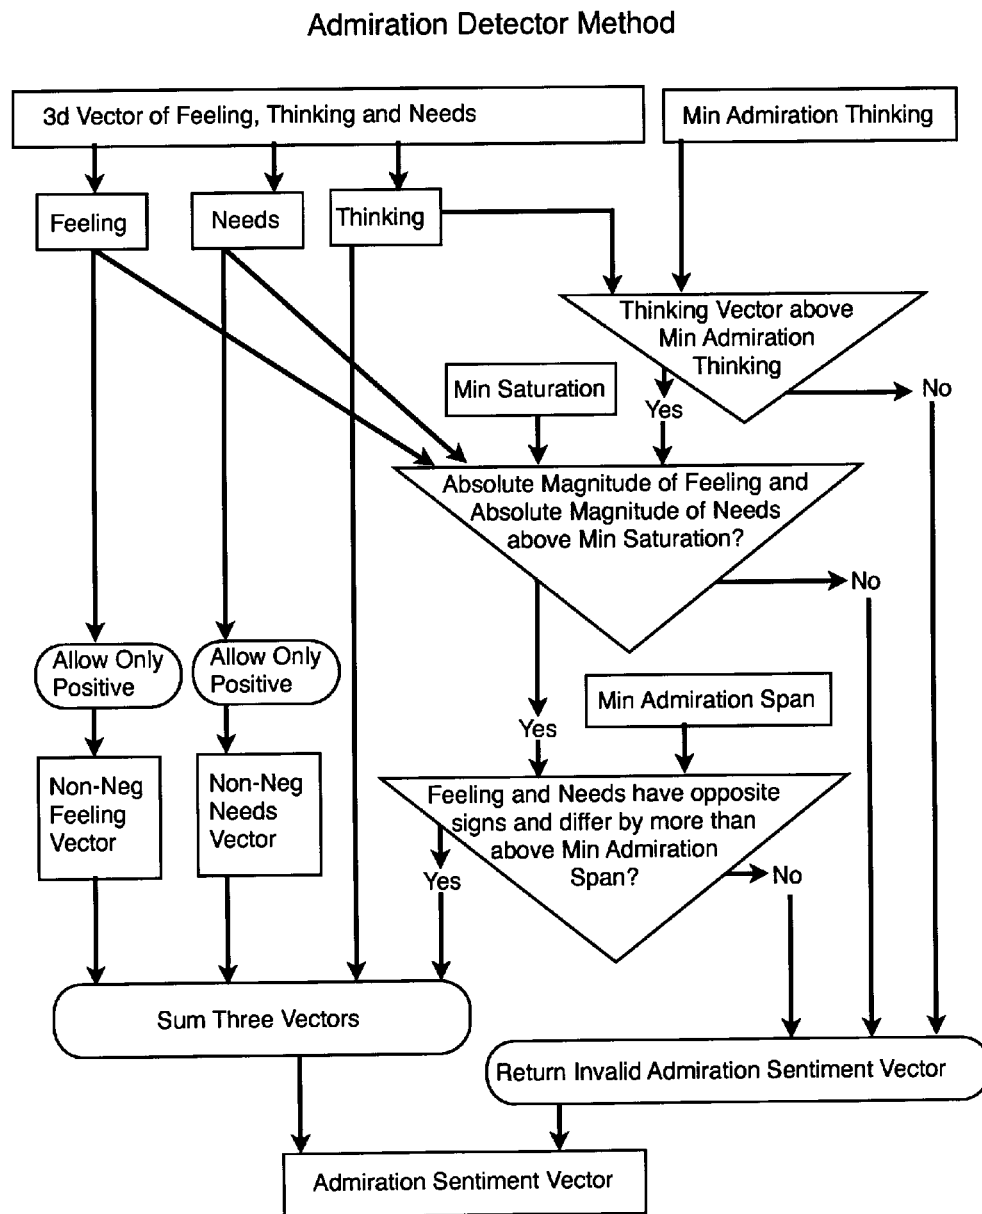 Admiration Detector Method
3d Vector of Feeling, Thinking and Needs
Min Admiration Thinking
Feeling
Needs
Thinking
Thinking Vector above
Min Admiration
Thinking
Min Saturation
Yes
No
Absolute Magnitude of Feeling and
Absolute Magnitude of Needs
above Min Saturation?
No
Allow Only
Positive
Allow Only
Positive
Min Admiration Span
Yes
Non-Neg
Feeling
Vector
Non-Neg
Needs
Vector
Feeling and Needs have opposite
signs and differ by more than
above Min Admiration
Span?
Yes
No
Sum Three Vectors
Return Invalid Admiration Sentiment Vector
Admiration Sentiment Vector